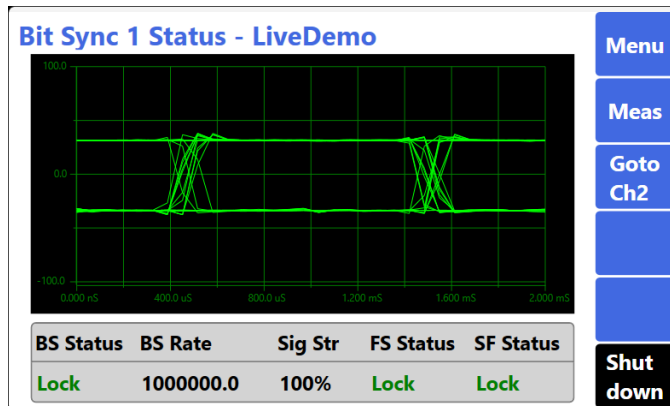 Bit Sync 1 Status - LiveDemo
100.0
0.0
-100.0
0.000 nS 400.0 uS 800.0 uS 1.200 mS 1.600 mS 2.000 mS
BS Status BS Rate Sig Str FS Status SF Status
Lock 1000000.0 100% Lock Lock
Menu
Meas
Goto
Ch2
Shut
down